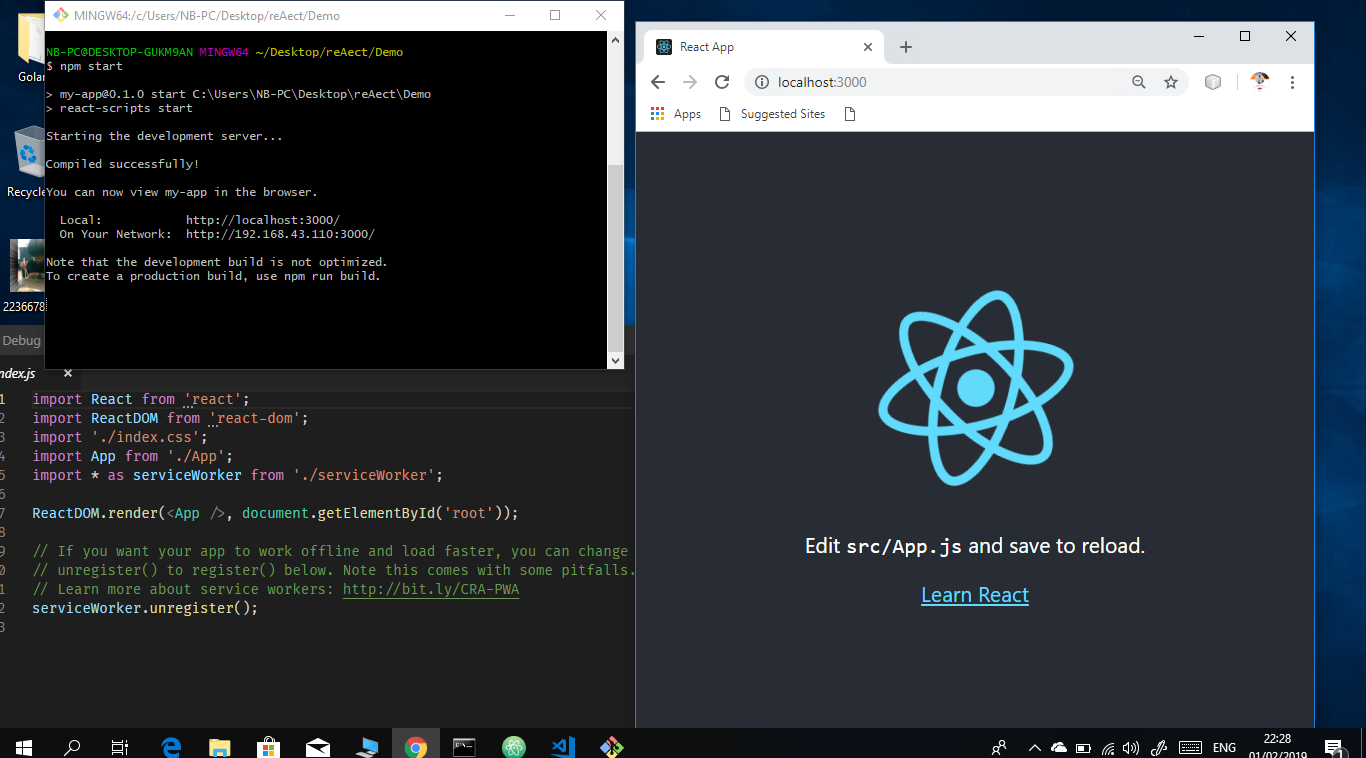 MINGW64:/c/Users/NB-PC/Desktop/reAect/Demo
NB-PC@DESKTOP-GUKM9AN MINGW64 ~/Desktop/reAect/Demo
$ npm start
> my-app@0.1.0 start C:\Users\NB-PC\Desktop\reAect\Demo
> react-scripts start
Starting the development server...
Compiled successfully!
You can now view my-app in the browser.
Local: http://localhost:3000/
On Your Network: http://192.168.43.110:3000/
Note that the development build is not optimized.
To create a production build, use npm run build.
Golan
Recycle
2236678
Debug
ndex.js
1 import React from 'react';
2 import ReactDOM from 'react-dom';
3 import './index.css';
4 import App from './App';
5 import * as serviceWorker from './serviceWorker';
6
7 ReactDOM.render(<App />, document.getElementById('root'));
8
9 // If you want your app to work offline and load faster, you can change
0 // unregister() to register() below. Note this comes with some pitfalls.
1 // Learn more about service workers: http://bit.ly/CRA-PWA
2 serviceWorker.unregister();
3
React App
localhost:3000
Apps
Suggested Sites
Edit src/App.js and save to reload.
Learn React
ENG
22:28
01/02/2019
1